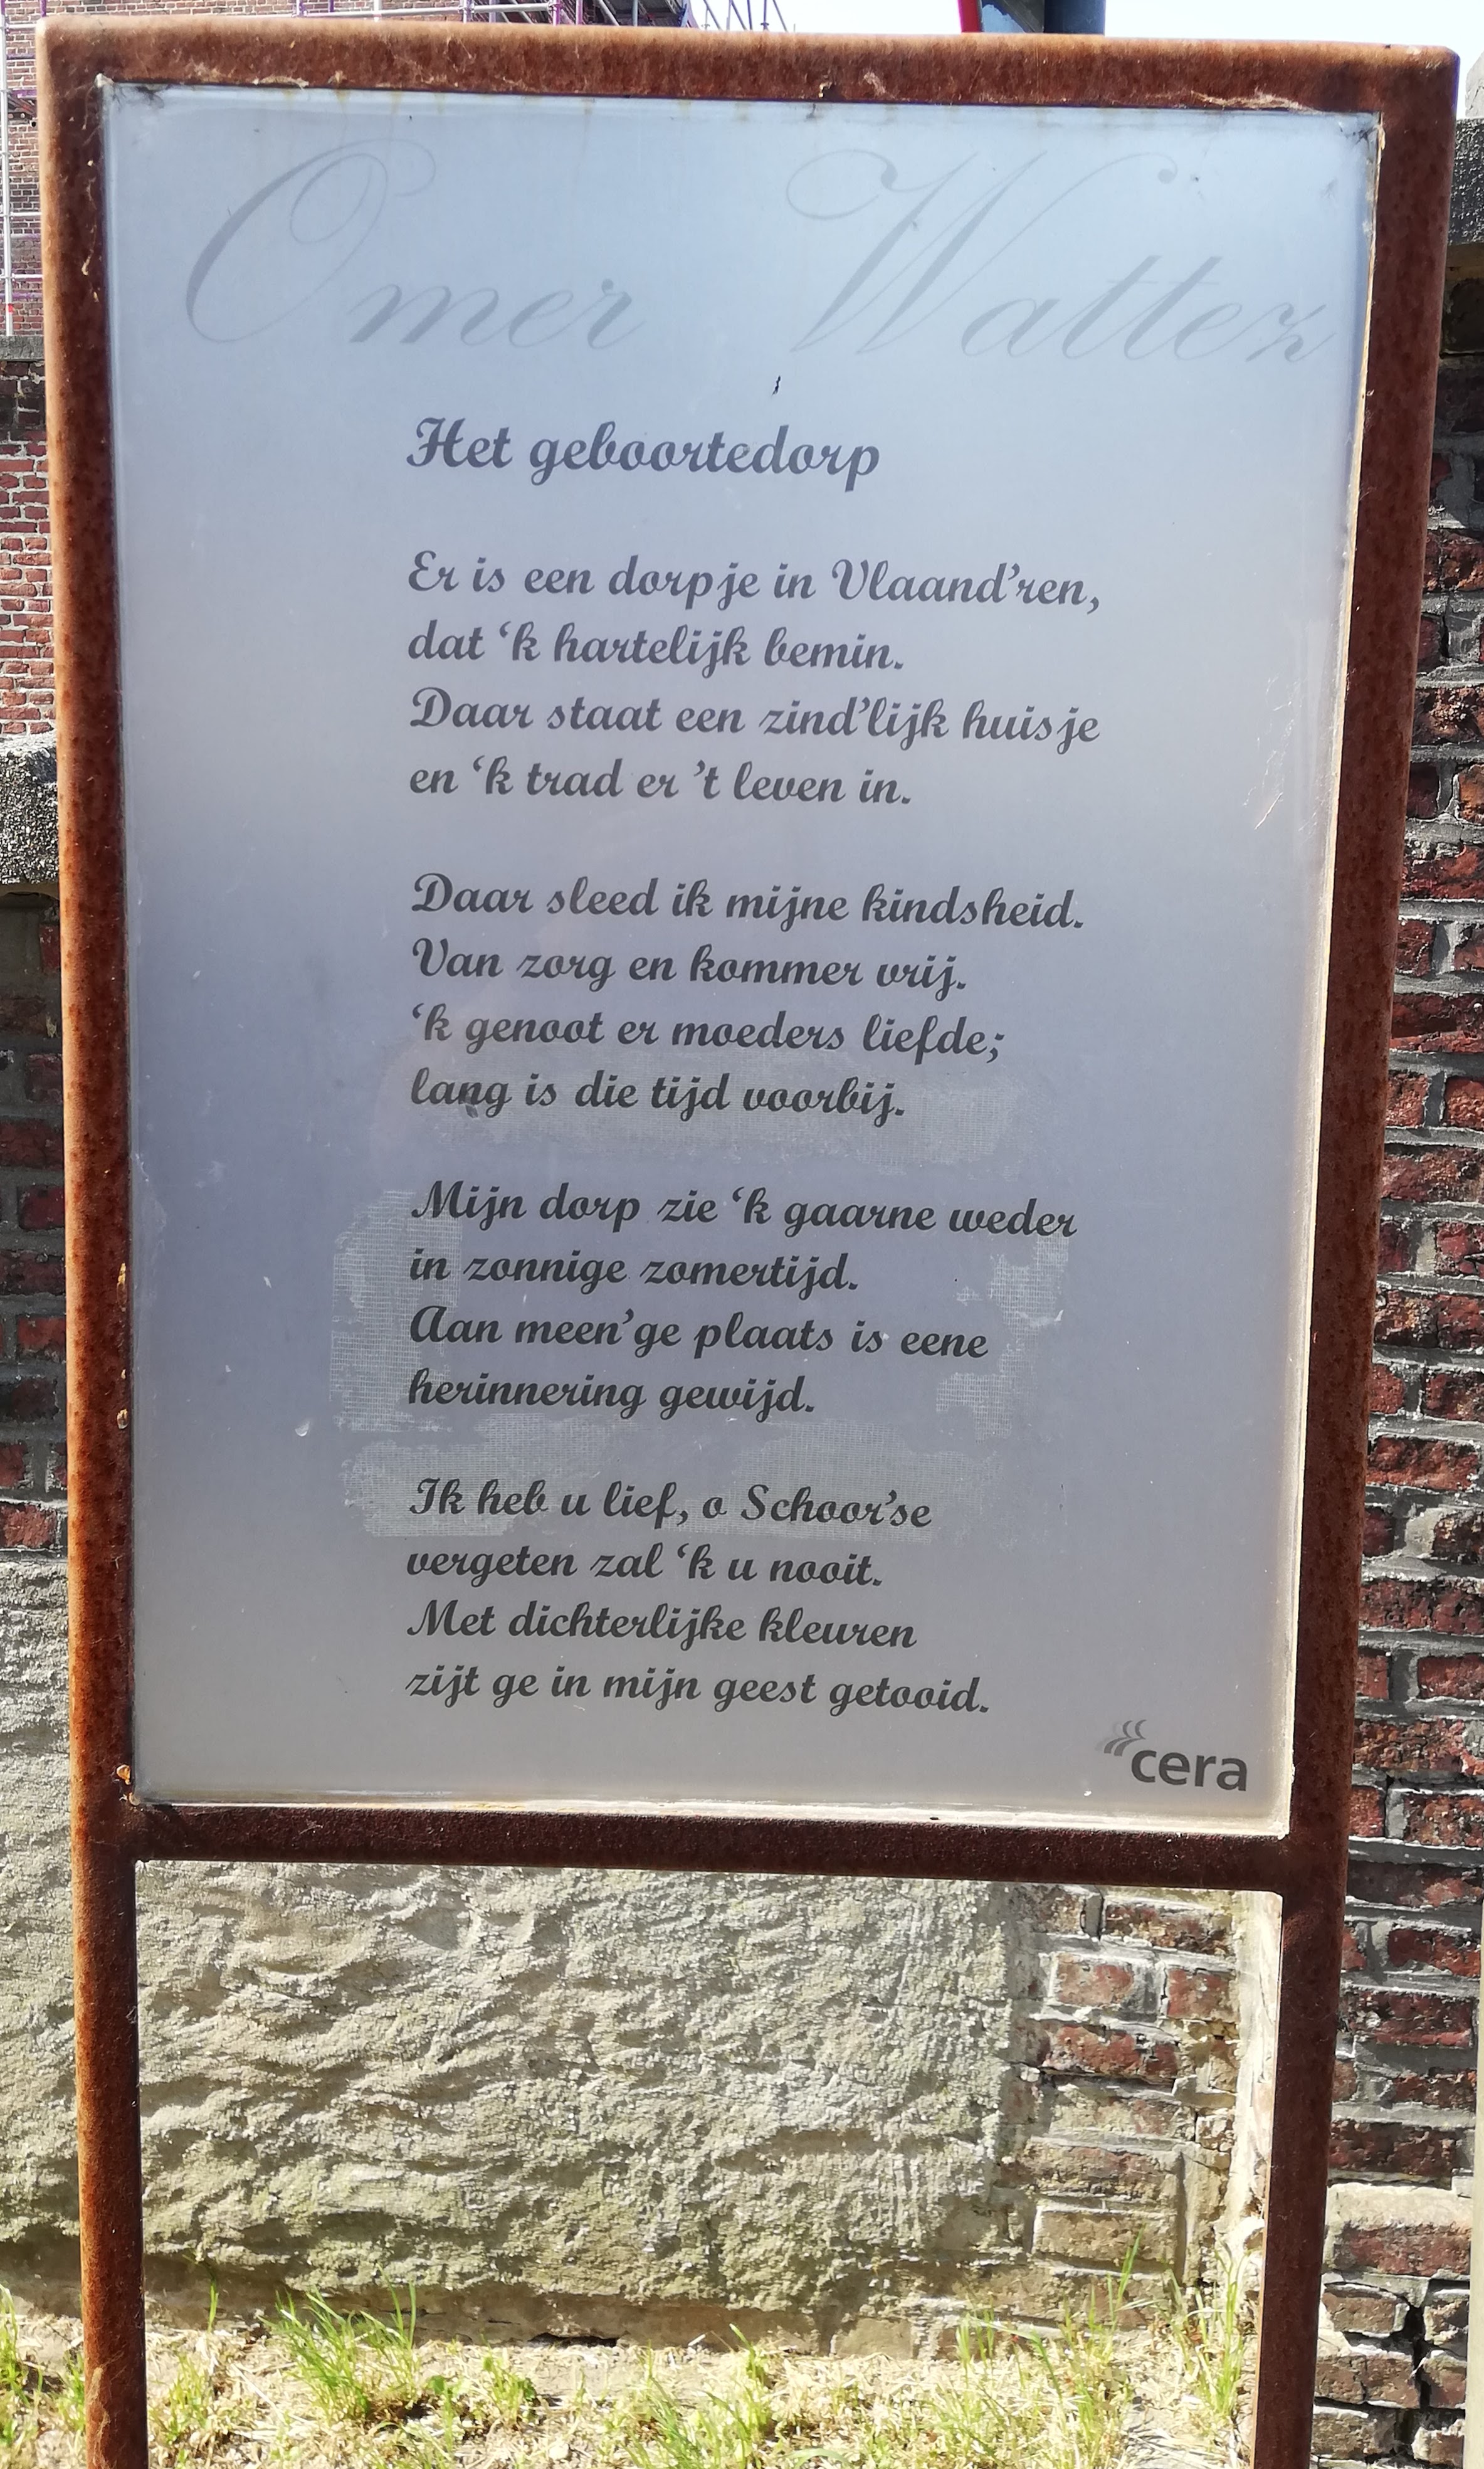 Omer Wattez
Het geboortedorp
Er is een dorpje in Vlaand'ren,
dat ‘k hartelijk bemin.
Daar staat een zind'lijk huisje
en ‘k trad er 't leven in.
Daar sleed ik mijne kindsheid.
Van zorg en kommer vrij.
‘k genoot er moeders liefde;
lang is die tijd voorbij.
Mijn dorp zie ‘k gaarne weder
in zonnige zomertijd.
Aan meen'ge plaats is eene
herinnering gewijd.
Ik heb u lief, o Schoor'se
vergeten zal ‘k u nooit.
Met dichterlijke kleuren
zijt ge in mijn geest getooid.
cera